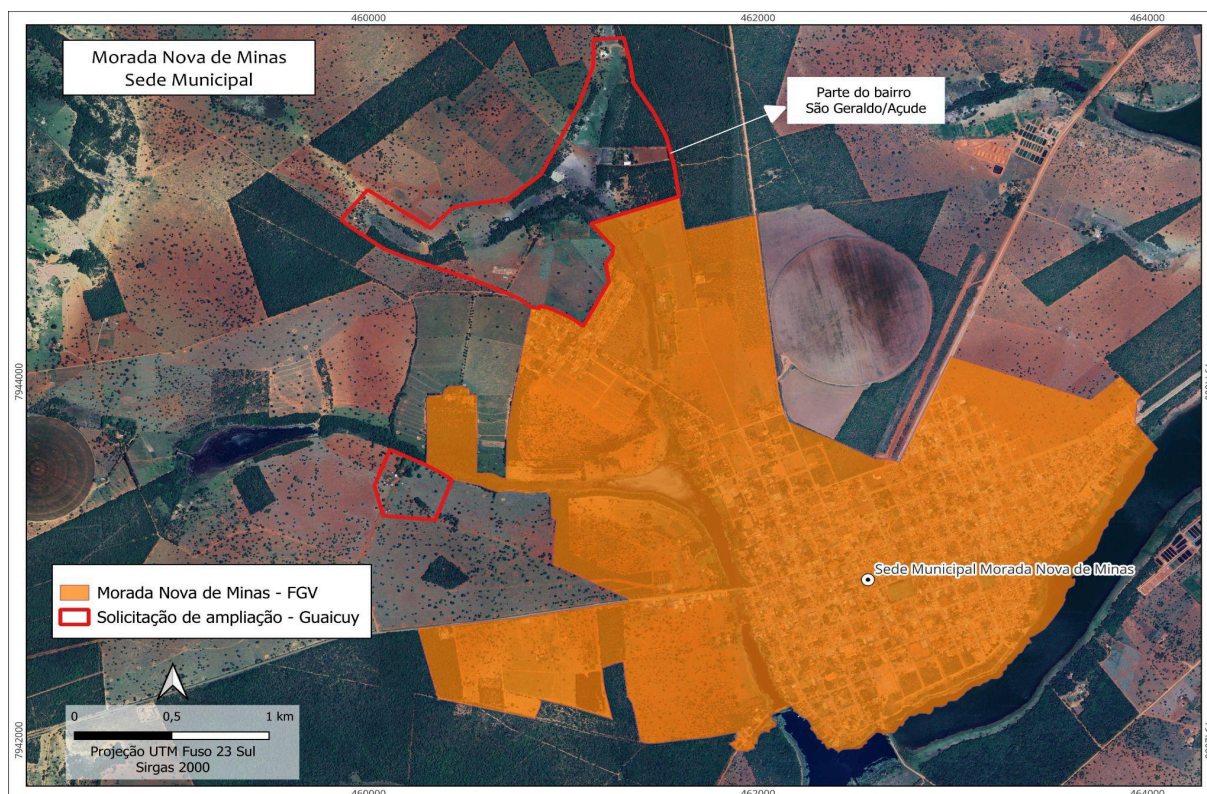 460000
462000
464000
Morada Nova de Minas
Sede Municipal
Parte do bairro
São Geraldo/Açude
7944000
7944000
Sede Municipal Morada Nova de Minas
Morada Nova de Minas - FGV
Solicitação de ampliação - Guaicuy
0
0,5
1 km
Projeção UTM Fuso 23 Sul
Sirgas 2000
7942000
7942000
460000
462000
464000